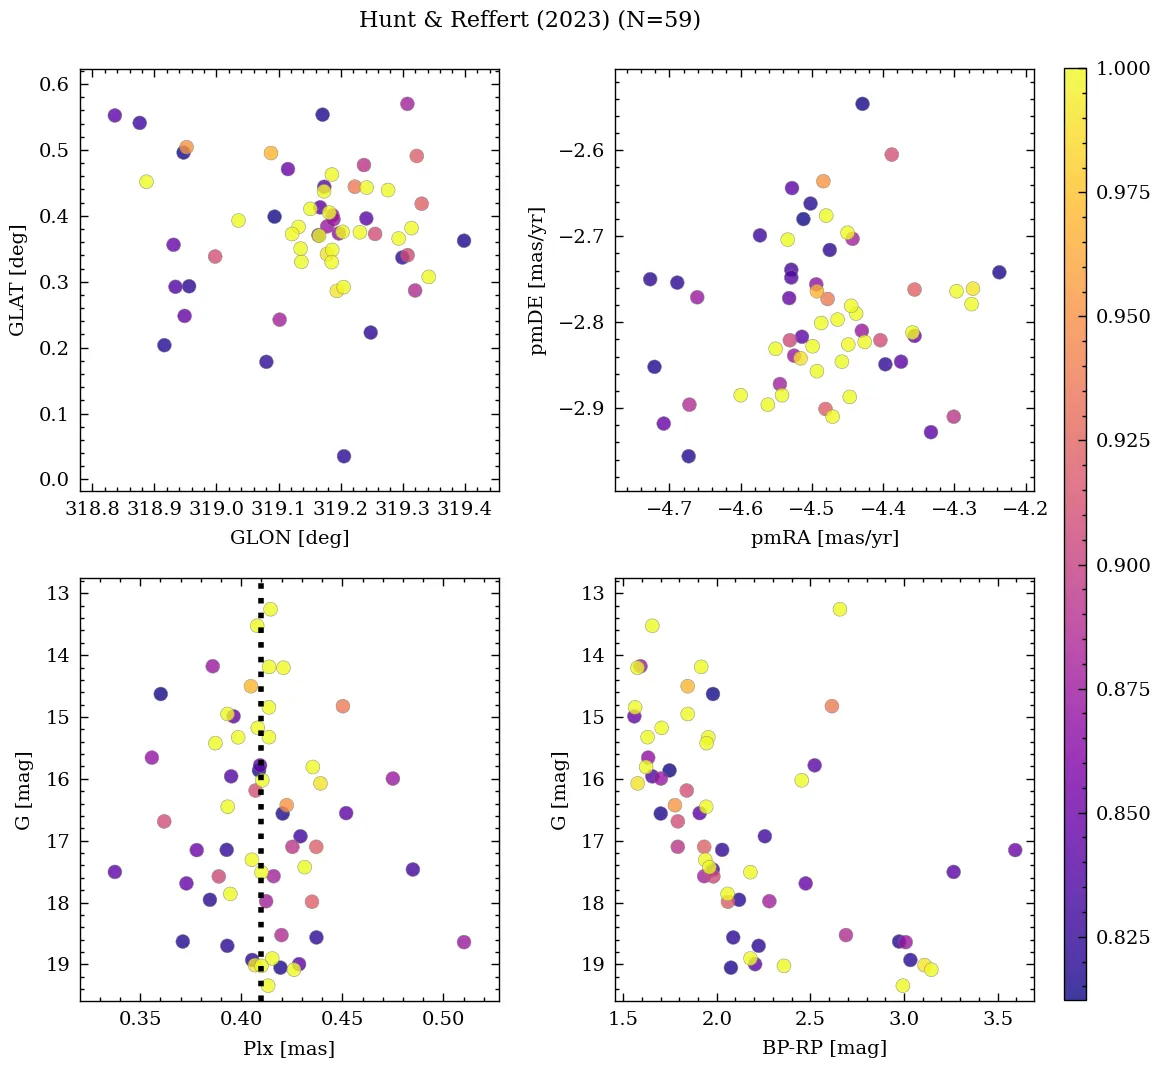 Hunt & Reffert (2023) (N=59)
0.6
0.5
0.4
0.3
0.2
0.1
0.0
GLAT [deg]
318.8 318.9 319.0 319.1 319.2 319.3 319.4
GLON [deg]
−2.6
−2.7
−2.8
−2.9
pmDE [mas/yr]
−4.7 −4.6 −4.5 −4.4 −4.3 −4.2
pmRA [mas/yr]
1.000
0.975
0.950
0.925
0.900
0.875
0.850
0.825
13
14
15
16
17
18
19
G [mag]
0.35 0.40 0.45 0.50
Plx [mas]
13
14
15
16
17
18
19
G [mag]
1.5 2.0 2.5 3.0 3.5
BP-RP [mag]